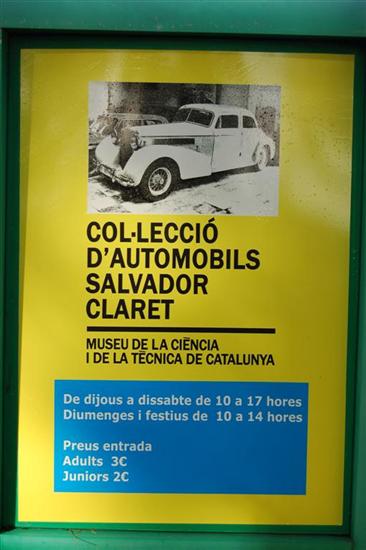 COL·LECCIÓ
D'AUTOMOBILS
SALVADOR
CLARET
MUSEU DE LA CIÈNCIA
I DE LA TÈCNICA DE CATALUNYA
De dijous a dissabte de 10 a 17 hores
Diumenges i festius de 10 a 14 hores
Preus entrada
Adults 3€
Juniors 2€